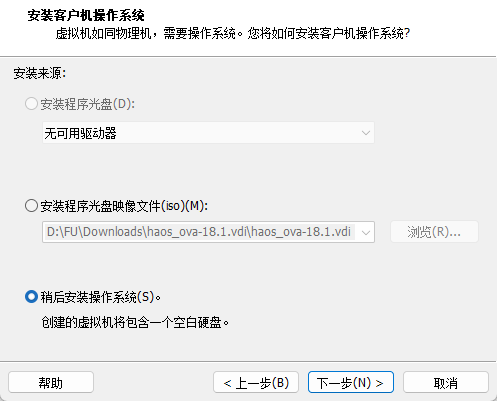 安装客户机操作系统
虚拟机如同物理机，需要操作系统。您将如何安装客户机操作系统?
安装来源:
安装程序光盘(D):
无可用驱动器
安装程序光盘映像文件(iso)(M):
D:\FU\Downloads\haos_ova-18.1.vdi\haos_ova-18.1.vdi
浏览(R)...
稍后安装操作系统(S)。
创建的虚拟机将包含一个空白硬盘。
帮助
< 上一步(B)
下一步(N) >
取消